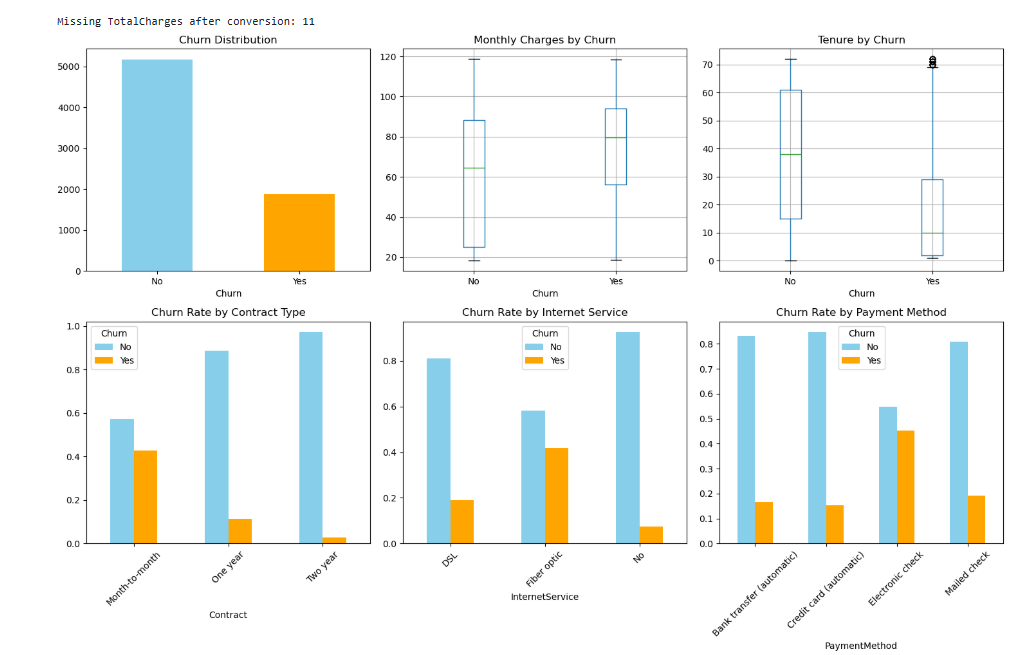 Missing TotalCharges after conversion: 11
Churn Distribution
5000
4000
3000
2000
1000
0
No
Yes
Churn
Monthly Charges by Churn
120
100
80
60
40
20
No
Yes
Churn
Tenure by Churn
70
60
50
40
30
20
10
0
No
Yes
Churn
Churn Rate by Contract Type
Churn
No
Yes
1.0
0.8
0.6
0.4
0.2
0.0
Month-to-month
One year
Two year
Contract
Churn Rate by Internet Service
Churn
No
Yes
0.8
0.6
0.4
0.2
0.0
DSL
Fiber optic
No
InternetService
Churn Rate by Payment Method
Churn
No
Yes
0.8
0.7
0.6
0.5
0.4
0.3
0.2
0.1
0.0
Bank transfer (automatic)
Credit card (automatic)
Electronic check
Mailed check
PaymentMethod